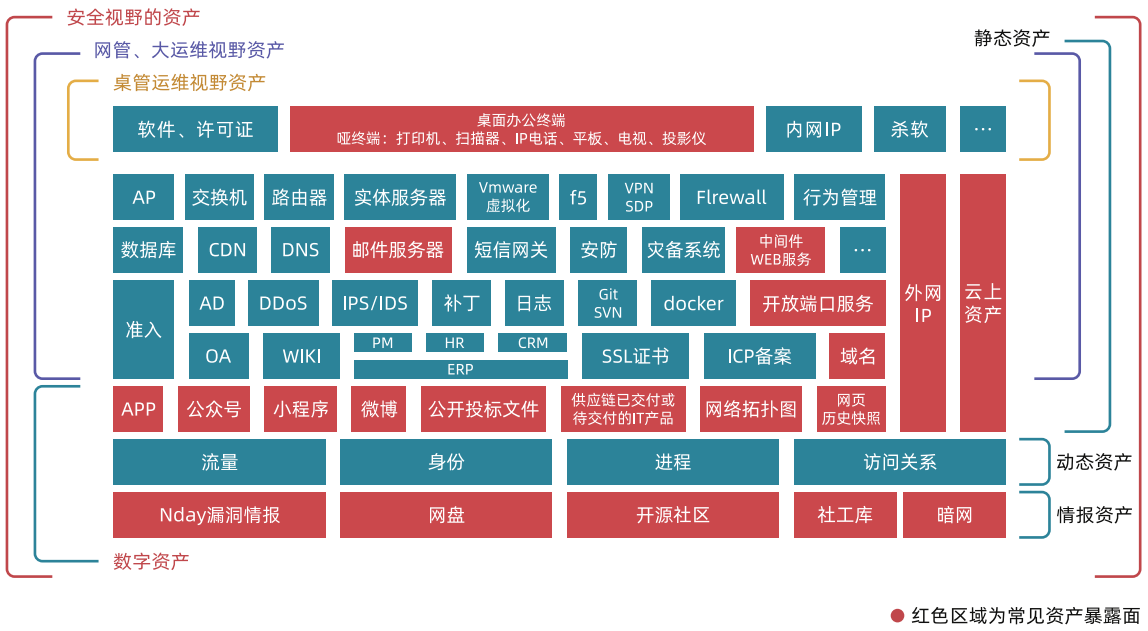 安全视野的资产
网管、大运维视野资产
静态资产
桌管运维视野资产
软件、许可证
桌面办公终端
哑终端：打印机、扫描器、IP电话、平板、电视、投影仪
内网IP
杀软
…
AP
交换机
路由器
实体服务器
Vmware
虚拟化
f5
VPN
SDP
Flrewall
行为管理
数据库
CDN
DNS
邮件服务器
短信网关
安防
灾备系统
中间件
WEB服务
…
外网
IP
云上
资产
准入
AD
DDoS
IPS/IDS
补丁
日志
Git
SVN
docker
开放端口服务
OA
WIKI
PM
HR
CRM
ERP
SSL证书
ICP备案
域名
APP
公众号
小程序
微博
公开投标文件
供应链已交付或
待交付的IT产品
网络拓扑图
网页
历史快照
流量
身份
进程
访问关系
动态资产
Nday漏洞情报
网盘
开源社区
社工库
暗网
情报资产
数字资产
红色区域为常见资产暴露面